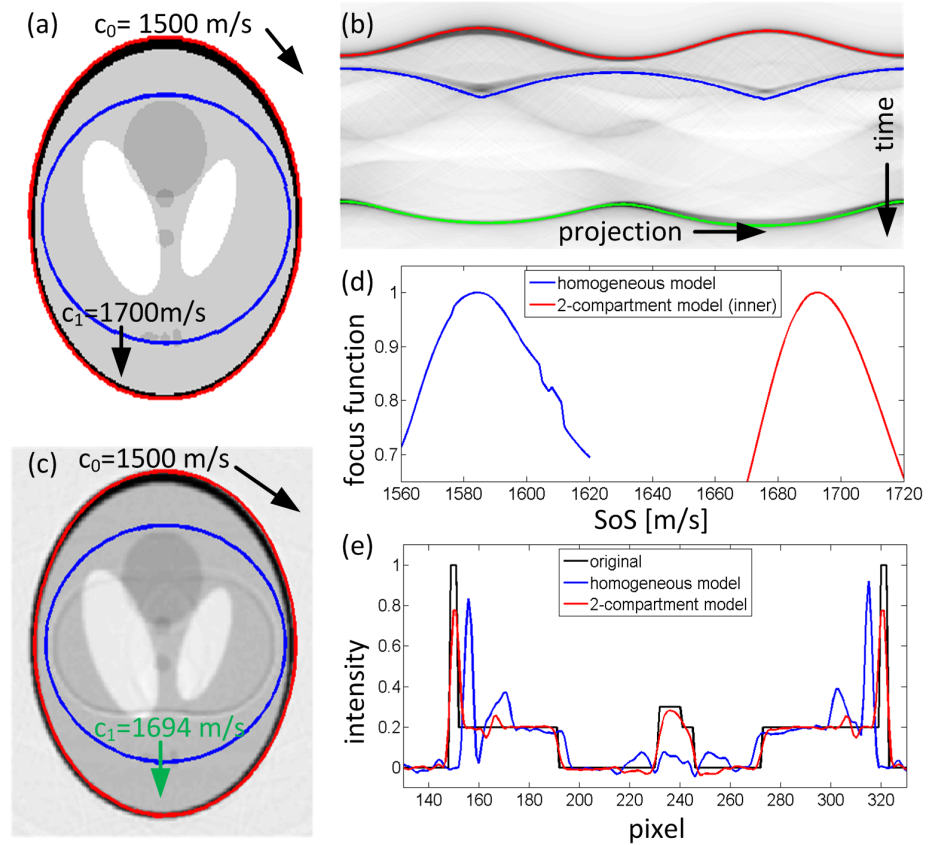 (a)
c0= 1500 m/s
c1=1700m/s
(b)
time
projection
(c)
c0=1500 m/s
c1=1694 m/s
(d)
homogeneous model
2-compartment model (inner)
focus function
1
0.9
0.8
0.7
1560 1580 1600 1620 1640 1660 1680 1700 1720
SoS [m/s]
(e)
original
homogeneous model
2-compartment model
intensity
1
0.8
0.6
0.4
0.2
0
140 160 180 200 220 240 260 280 300 320
pixel